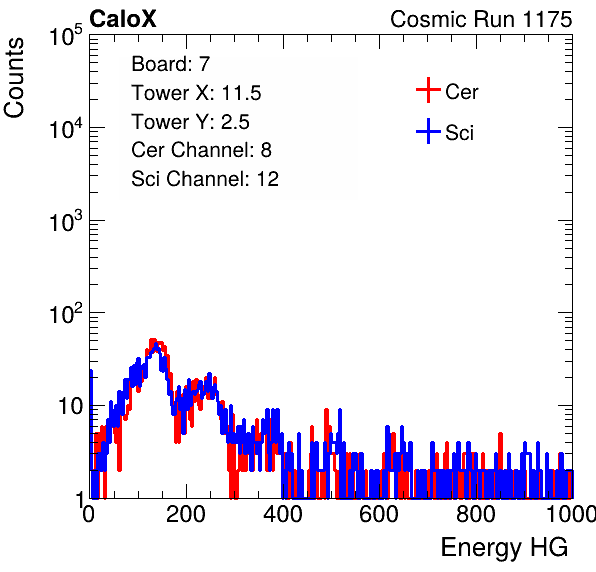 CaloX Cosmic Run 1175
Counts
Board: 7
Tower X: 11.5
Tower Y: 2.5
Cer Channel: 8
Sci Channel: 12
Cer
Sci
10^5
10^4
10^3
10^2
10
1
0 200 400 600 800 1000
Energy HG